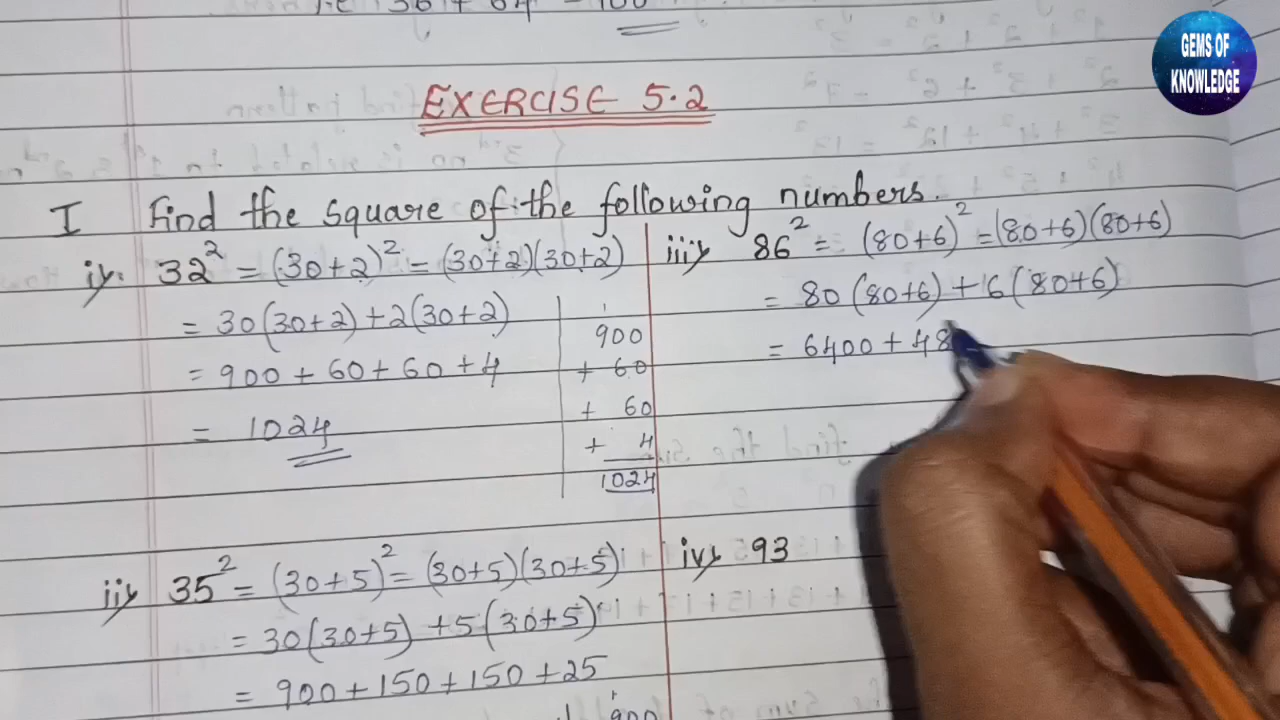 GEMS OF
KNOWLEDGE
EXERCISE 5.2
I Find the square of the following numbers.
i). 32² = (30+2)² = (30+2)(30+2)
= 30(30+2)+2(30+2)
= 900 + 60 + 60 + 4
= 1024
1
900
+ 60
+ 60
+ 4
1024
ii) 35² = (30+5)² = (30+5)(30+5)
= 30(30+5) +5(30+5)
= 900+150+150+25
1
900
iii) 86² = (80+6)² = (80+6)(80+6)
= 80(80+6)+6(80+6)
= 6400+48
iv) 93